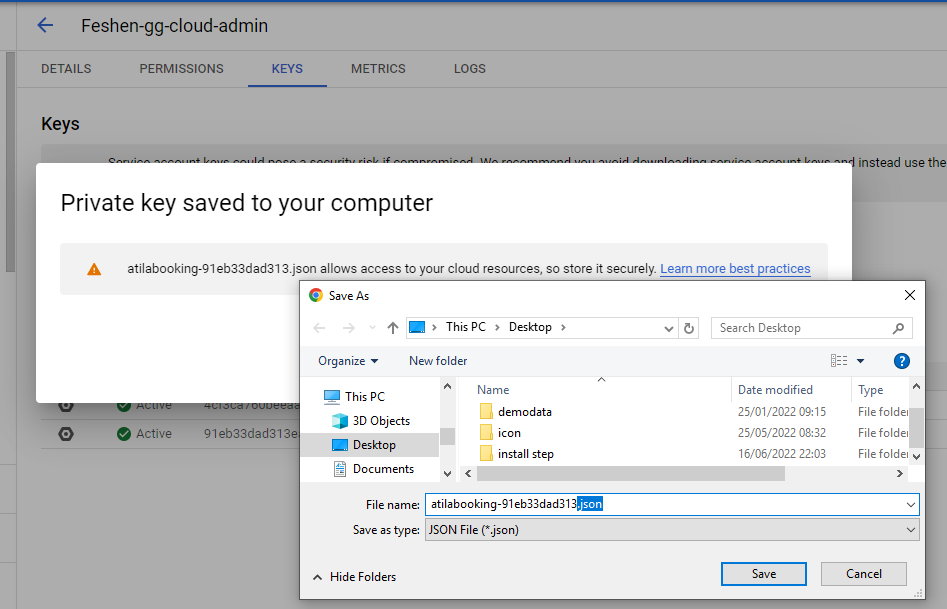 Feshen-gg-cloud-admin
DETAILS PERMISSIONS KEYS METRICS LOGS
Keys
Service account keys could pose a security risk if compromised. We recommend you avoid downloading service account keys and instead use the
Private key saved to your computer
atilabooking-91eb33dad313.json allows access to your cloud resources, so store it securely. Learn more best practices
Save As
This PC > Desktop >
Search Desktop
Organize New folder
Name Date modified Type
This PC
3D Objects
Desktop
Documents
demodata 25/01/2022 09:15 File folder
icon 25/05/2022 08:32 File folder
install step 16/06/2022 22:03 File folder
File name: atilabooking-91eb33dad313.json
Save as type: JSON File (*.json)
Hide Folders Save Cancel
Active
Active 91eb33dad313e